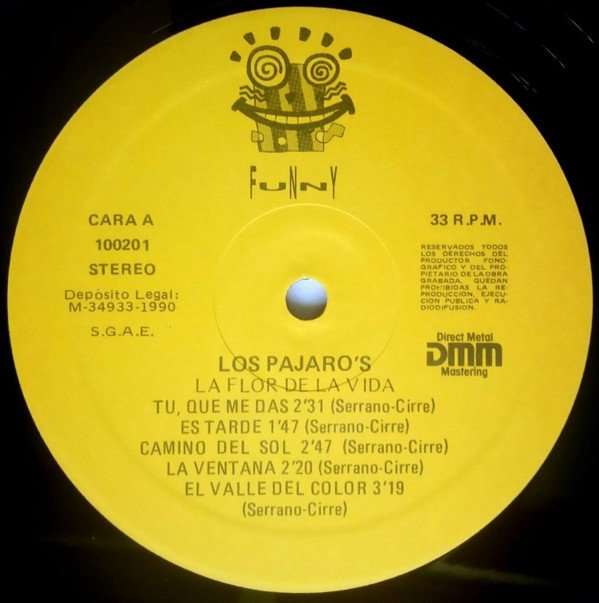 FUNNY
CARA A
100201
STEREO
Depósito Legal:
M-34933-1990
S.G.A.E.
33 R.P.M.
RESERVADOS TODOS
LOS DERECHOS DEL
PRODUCTOR FONO-
GRAFICO Y DEL PRO-
PIETARIO DE LA OBRA
GRABADA. QUEDAN
PROHIBIDAS LA RE-
PRODUCCION, EJECU-
CION PUBLICA Y RA-
DIODIFUSION.
Direct Metal
DMM
Mastering
LOS PAJARO'S
LA FLOR DE LA VIDA
TU, QUE ME DAS 2'31 (Serrano-Cirre)
ES TARDE 1'47 (Serrano-Cirre)
CAMINO DEL SOL 2'47 (Serrano-Cirre)
LA VENTANA 2'20 (Serrano-Cirre)
EL VALLE DEL COLOR 3'19
(Serrano-Cirre)